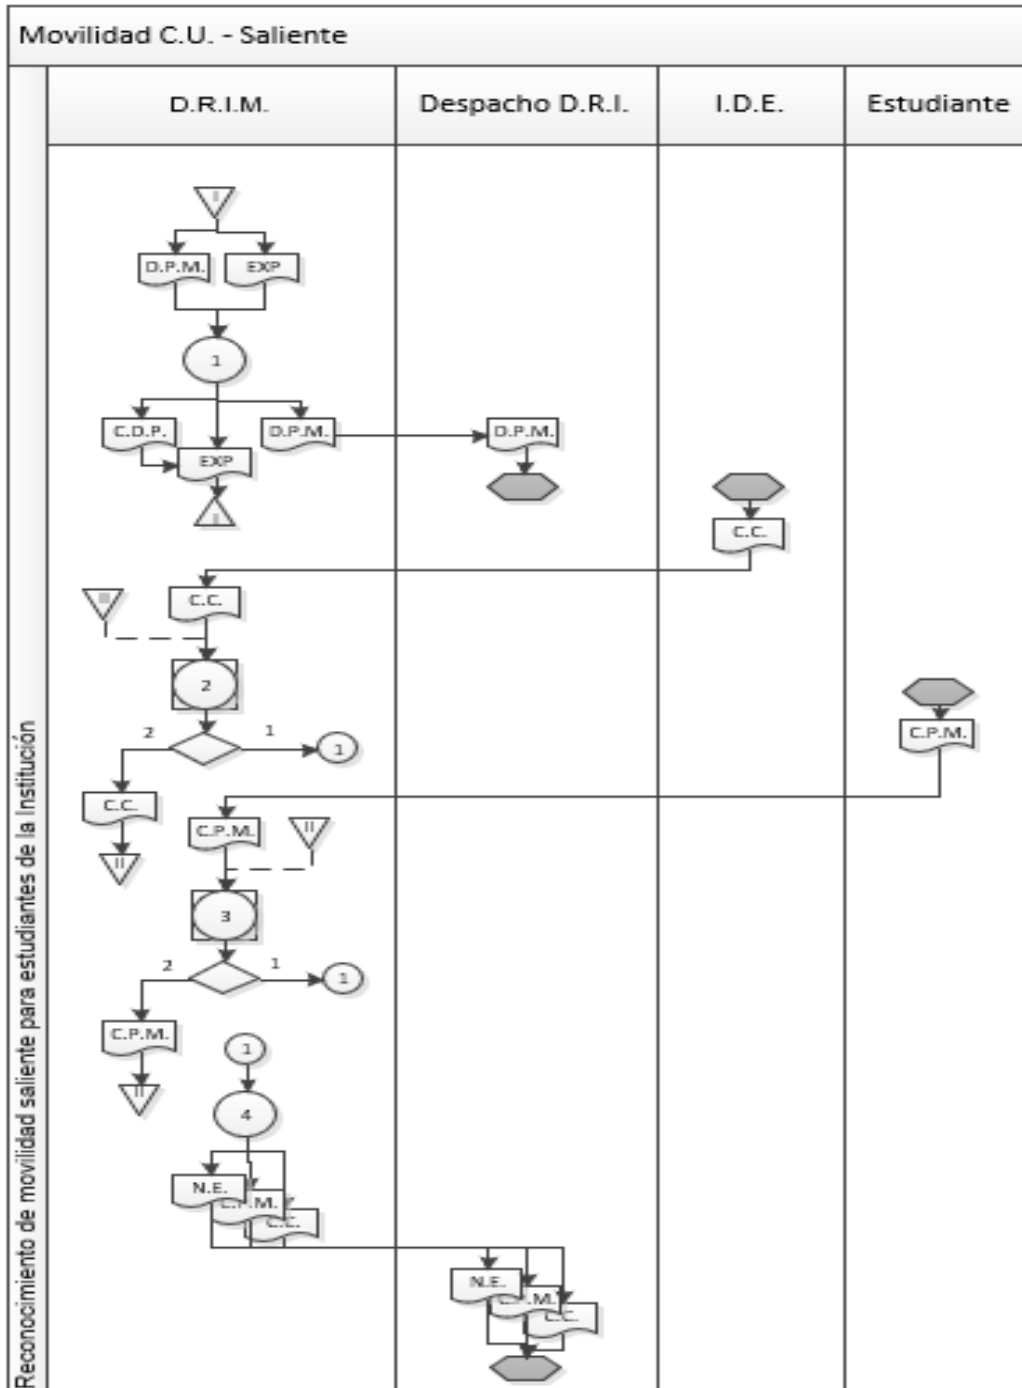 Movilidad C.U. - Saliente
D.R.I.M.
Despacho D.R.I.
I.D.E.
Estudiante
Reconocimiento de movilidad saliente para estudiantes de la Institución
I
D.P.M.
EXP
1
C.D.P.
D.P.M.
D.P.M.
EXP
C.C.
C.C.
2
2
1
1
C.P.M.
C.C.
C.P.M.
II
II
3
2
1
1
C.P.M.
1
II
4
N.E.
C.P.M.
C.C.
N.E.
C.P.M.
C.C.